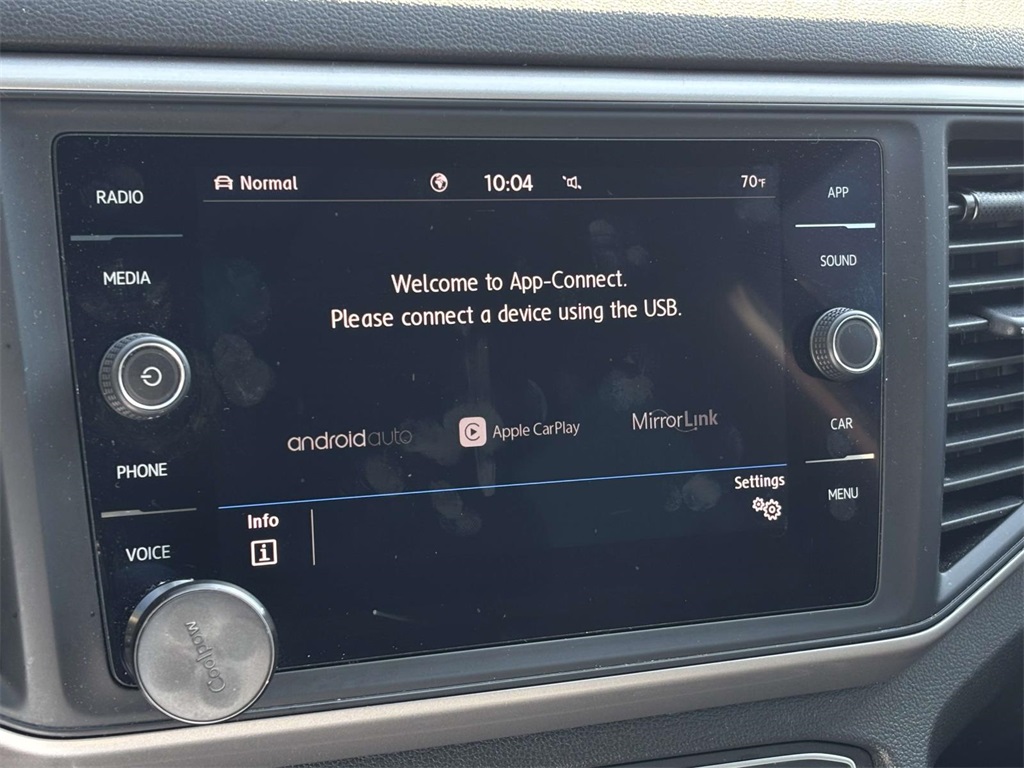 RADIO
MEDIA
PHONE
VOICE
Normal
10:04
70°F
Welcome to App-Connect.
Please connect a device using the USB.
androidauto
Apple CarPlay
MirrorLink
Settings
Info
i
APP
SOUND
CAR
MENU
Coolpow